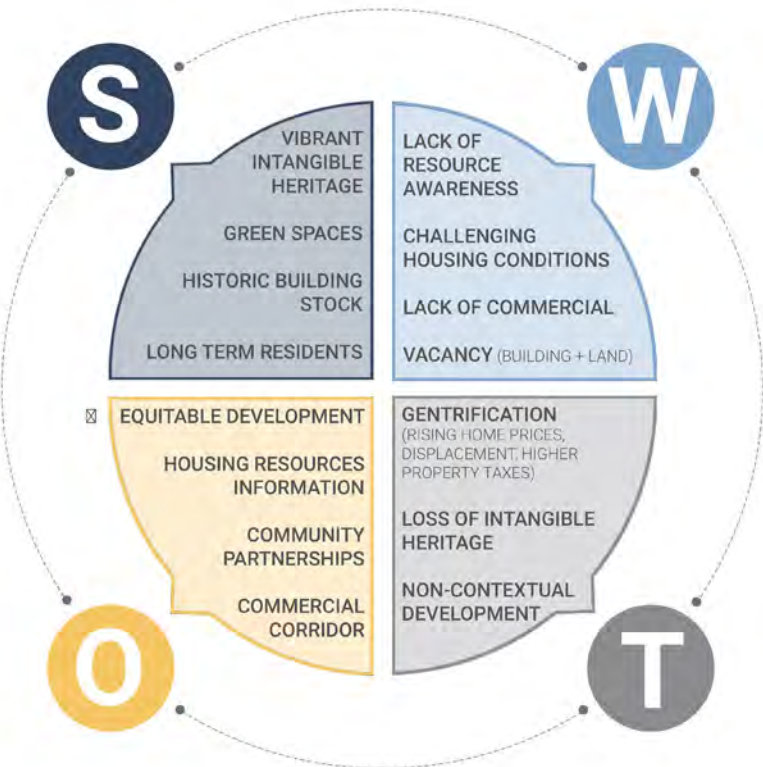 S
VIBRANT
INTANGIBLE
HERITAGE
GREEN SPACES
HISTORIC BUILDING
STOCK
LONG TERM RESIDENTS
W
LACK OF
RESOURCE
AWARENESS
CHALLENGING
HOUSING CONDITIONS
LACK OF COMMERCIAL
VACANCY (BUILDING + LAND)
O
EQUITABLE DEVELOPMENT
HOUSING RESOURCES
INFORMATION
COMMUNITY
PARTNERSHIPS
COMMERCIAL
CORRIDOR
T
GENTRIFICATION
(RISING HOME PRICES,
DISPLACEMENT, HIGHER
PROPERTY TAXES)
LOSS OF INTANGIBLE
HERITAGE
NON-CONTEXTUAL
DEVELOPMENT